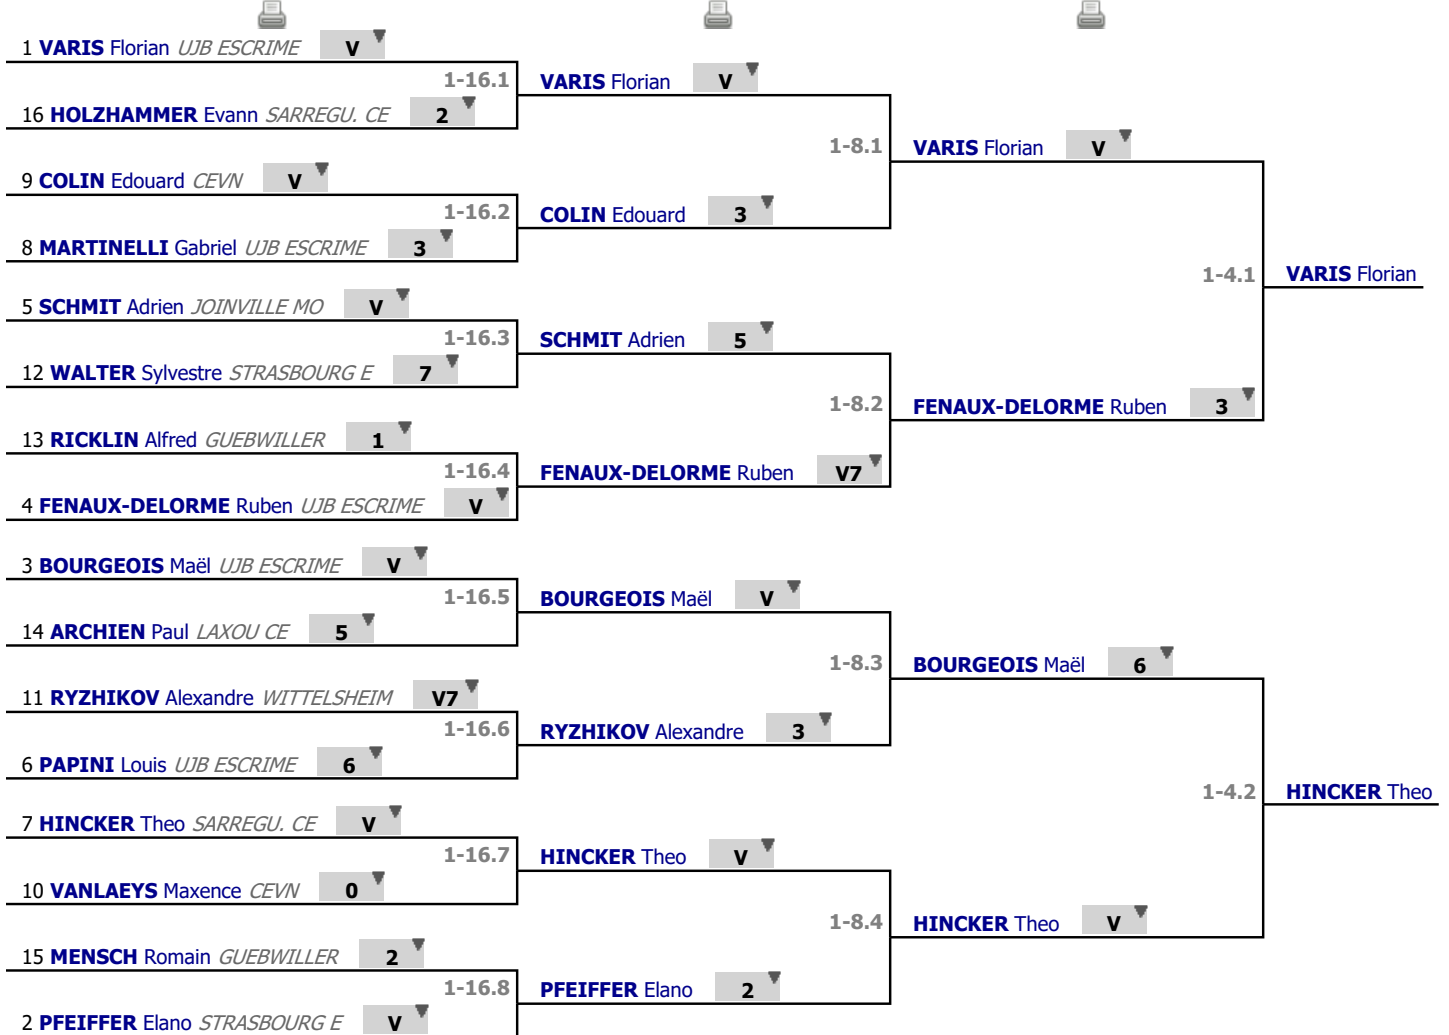 1 VARIS Florian UJB ESCRIME V
1-16.1
16 HOLZHAMMER Evann SARREGU. CE 2
9 COLIN Edouard CEVN V
1-16.2
8 MARTINELLI Gabriel UJB ESCRIME 3
5 SCHMIT Adrien JOINVILLE MO V
1-16.3
12 WALTER Sylvestre STRASBOURG E 7
13 RICKLIN Alfred GUEBWILLER 1
1-16.4
4 FENAUX-DELORME Ruben UJB ESCRIME V
3 BOURGEOIS Maël UJB ESCRIME V
1-16.5
14 ARCHIEN Paul LAXOU CE 5
11 RYZHIKOV Alexandre WITTELSHEIM V7
1-16.6
6 PAPINI Louis UJB ESCRIME 6
7 HINCKER Theo SARREGU. CE V
1-16.7
10 VANLAEYS Maxence CEVN 0
15 MENSCH Romain GUEBWILLER 2
1-16.8
2 PFEIFFER Elano STRASBOURG E V
VARIS Florian V
1-8.1
COLIN Edouard 3
SCHMIT Adrien 5
1-8.2
FENAUX-DELORME Ruben V7
BOURGEOIS Maël V
1-8.3
RYZHIKOV Alexandre 3
HINCKER Theo V
1-8.4
PFEIFFER Elano 2
VARIS Florian V
1-4.1
FENAUX-DELORME Ruben 3
BOURGEOIS Maël 6
1-4.2
HINCKER Theo V
VARIS Florian
HINCKER Theo